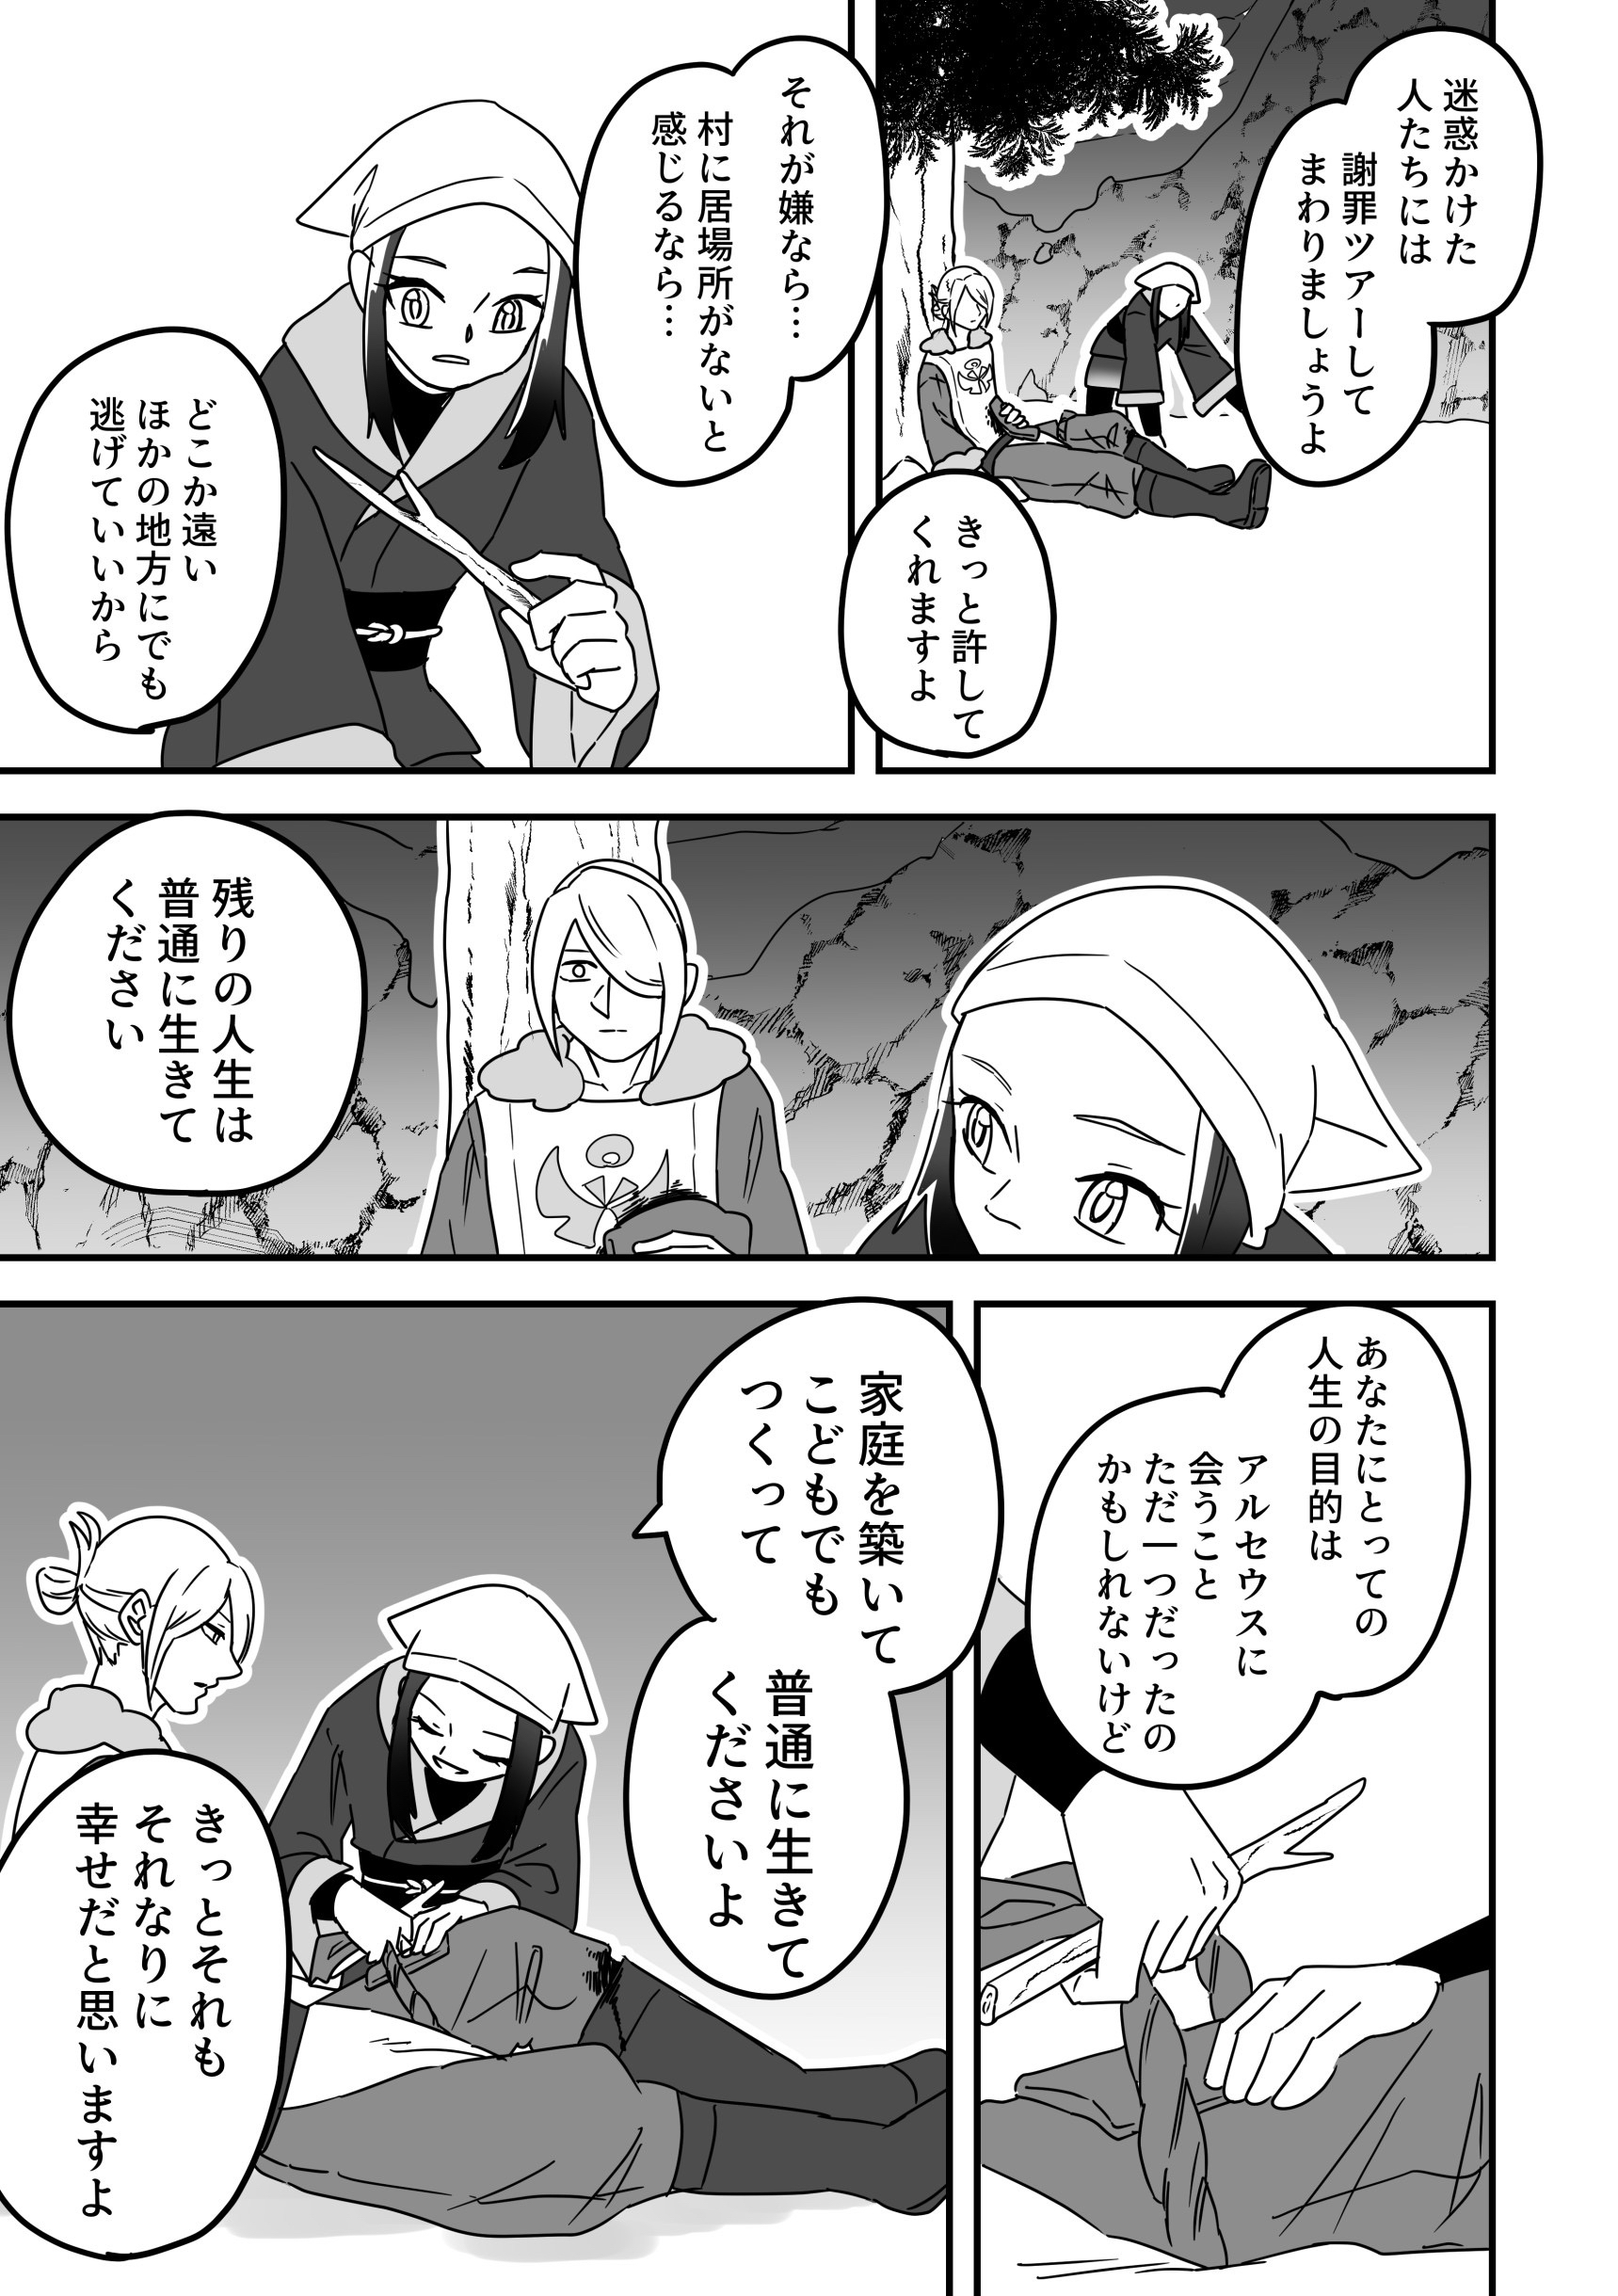 迷惑かけた
人たちには
謝罪ツアーして
まわりましょうよ
きっと許して
くれますよ
それが嫌なら…
村に居場所がないと
感じるなら…
どこか遠い
ほかの地方にでも
逃げていいから
残りの人生は
普通に生きて
ください
あなたにとっての
人生の目的は
アルセウスに
会うこと
ただ一つだったの
かもしれないけど
家庭を築いて
こどもでも
つくって
普通に生きて
くださいよ
きっとそれも
それなりに
幸せだと思いますよ